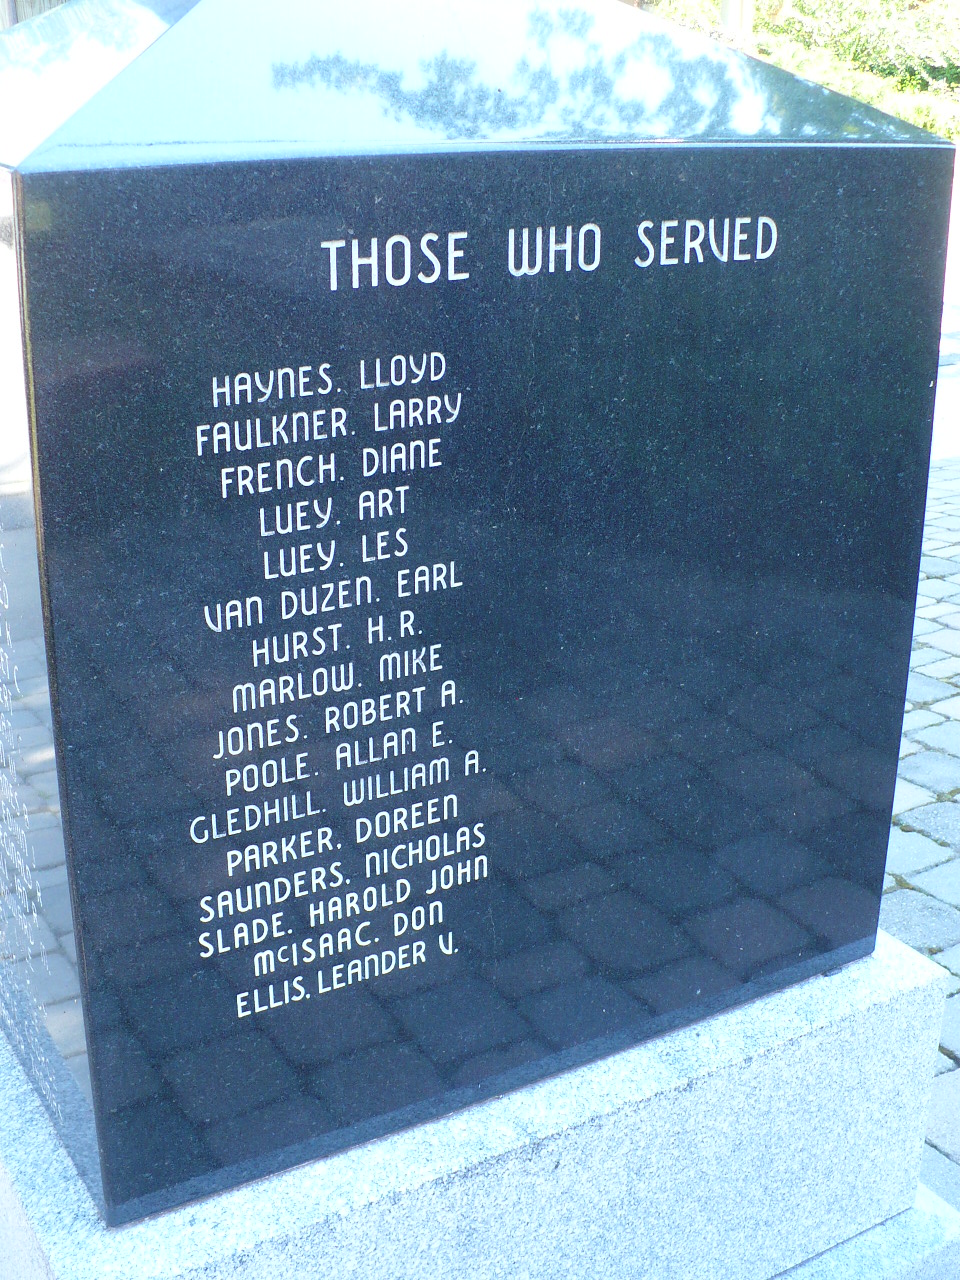 THOSE WHO SERVED
HAYNES. LLOYD
FAULKNER. LARRY
FRENCH. DIANE
LUEY. ART
LUEY. LES
VAN DUZEN. EARL
HURST. H.R.
MARLOW. MIKE
JONES. ROBERT A.
POOLE. ALLAN E.
GLEDHILL. WILLIAM A.
PARKER. DOREEN
SAUNDERS. NICHOLAS
SLADE. HAROLD JOHN
McISAAC. DON
ELLIS. LEANDER V.